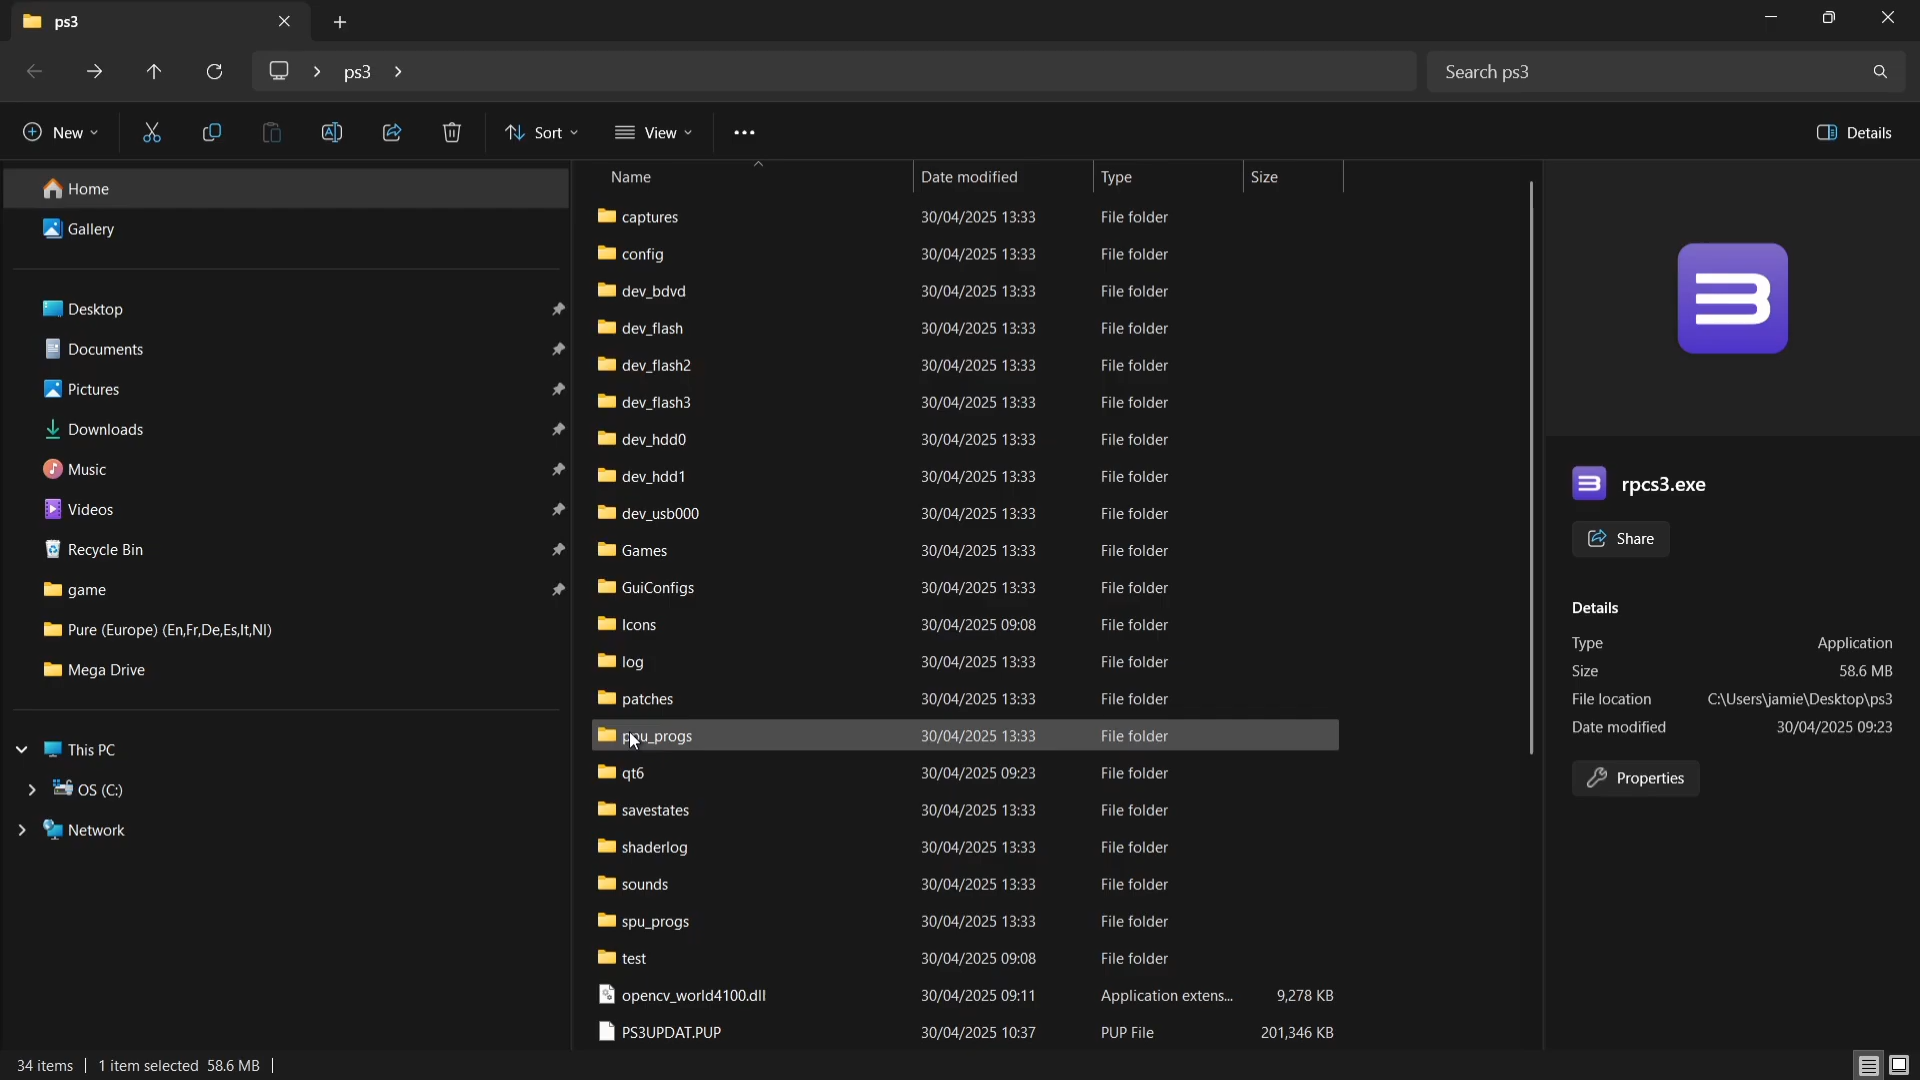 ps3
ps3
Search ps3
New
Sort
View
Details
Home
Gallery
Desktop
Documents
Pictures
Downloads
Music
Videos
Recycle Bin
game
Pure (Europe) (En,Fr,De,Es,It,Nl)
Mega Drive
This PC
OS (C:)
Network
Name Date modified Type Size
captures 30/04/2025 13:33 File folder
config 30/04/2025 13:33 File folder
dev_bdvd 30/04/2025 13:33 File folder
dev_flash 30/04/2025 13:33 File folder
dev_flash2 30/04/2025 13:33 File folder
dev_flash3 30/04/2025 13:33 File folder
dev_hdd0 30/04/2025 13:33 File folder
dev_hdd1 30/04/2025 13:33 File folder
dev_usb000 30/04/2025 13:33 File folder
Games 30/04/2025 13:33 File folder
GuiConfigs 30/04/2025 13:33 File folder
Icons 30/04/2025 09:08 File folder
log 30/04/2025 13:33 File folder
patches 30/04/2025 13:33 File folder
ppu_progs 30/04/2025 13:33 File folder
qt6 30/04/2025 09:23 File folder
savestates 30/04/2025 13:33 File folder
shaderlog 30/04/2025 13:33 File folder
sounds 30/04/2025 13:33 File folder
spu_progs 30/04/2025 13:33 File folder
test 30/04/2025 09:08 File folder
opencv_world4100.dll 30/04/2025 09:11 Application extens... 9,278 KB
PS3UPDAT.PUP 30/04/2025 10:37 PUP File 201,346 KB
rpcs3.exe
Share
Details
Type Application
Size 58.6 MB
File location C:\Users\jamie\Desktop\ps3
Date modified 30/04/2025 09:23
Properties
34 items 1 item selected 58.6 MB